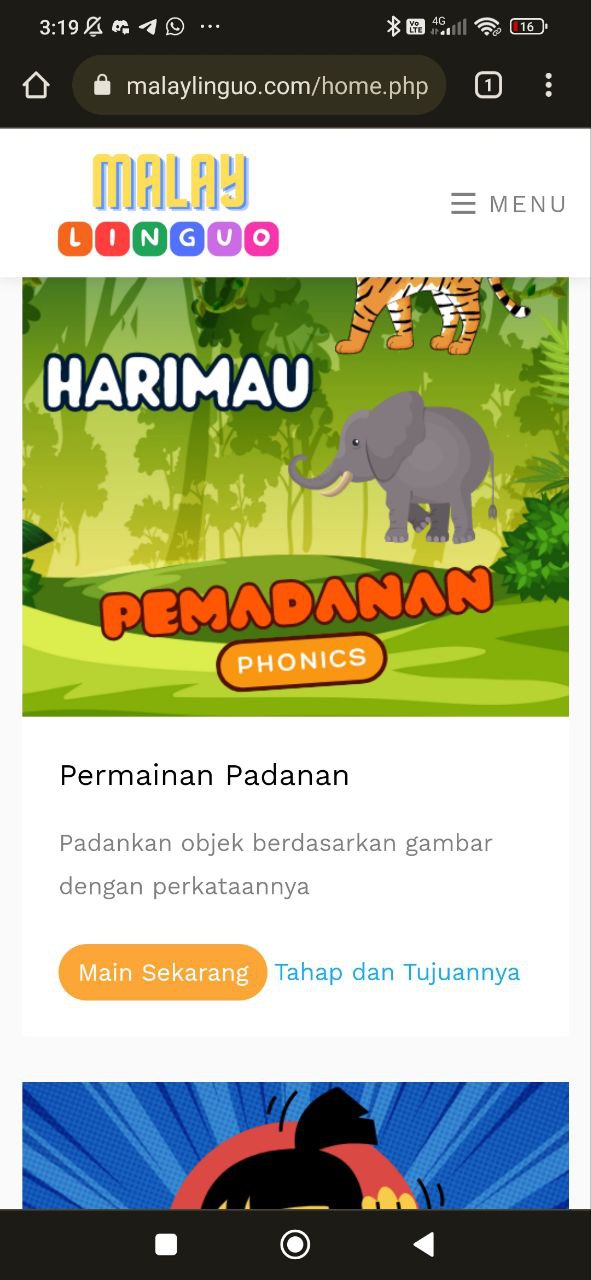 3:19
VoLTE
4G
16
malaylinguo.com/home.php
1
MALAY
LINGUO
MENU
HARIMAU
PEMADANAN
PHONICS
Permainan Padanan
Padankan objek berdasarkan gambar
dengan perkataannya
Main Sekarang Tahap dan Tujuannya